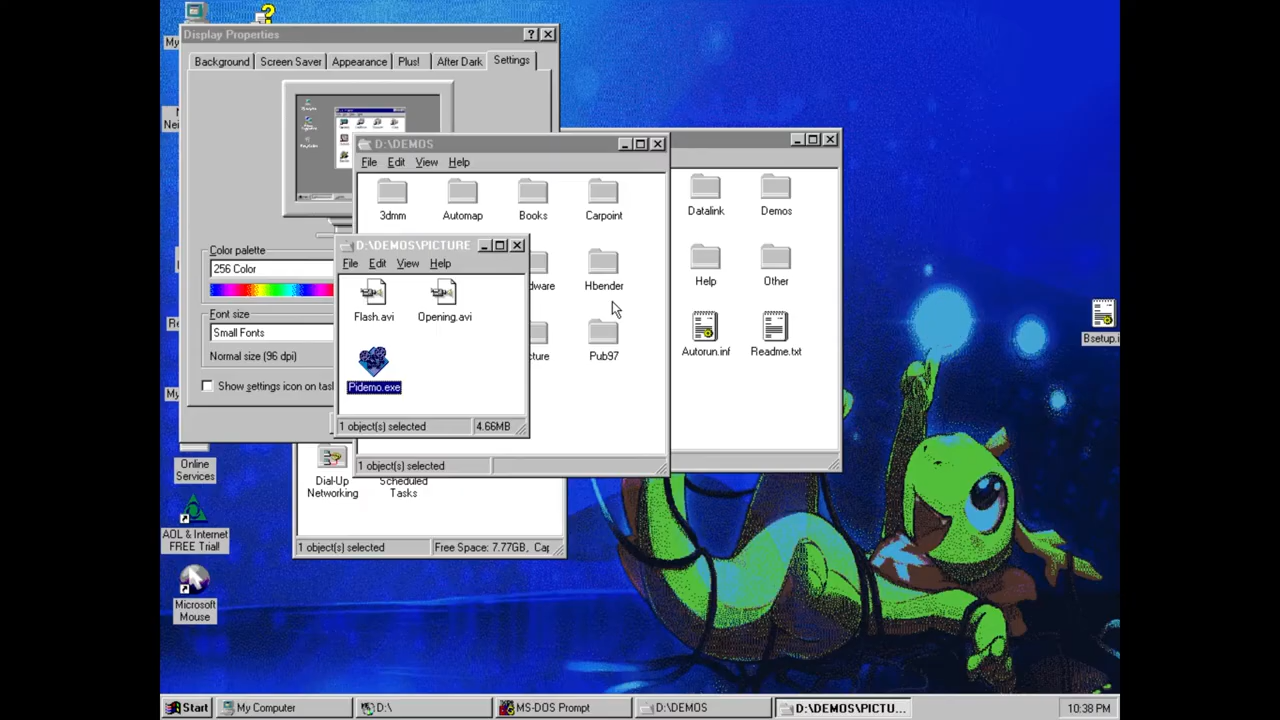 My
Display Properties
Background
Screen Saver
Appearance
Plus!
After Dark
Settings
Color palette
256 Color
Font size
Small Fonts
Normal size (96 dpi)
Show settings icon on task
D:\DEMOS
File Edit View Help
3dmm
Automap
Books
Carpoint
dware
Hbender
cture
Pub97
1 object(s) selected
D:\DEMOS\PICTURE
File Edit View Help
Flash.avi
Opening.avi
Pidemo.exe
1 object(s) selected
4.66MB
Datalink
Demos
Help
Other
Autorun.inf
Readme.txt
Dial-Up
Networking
Scheduled
Tasks
1 object(s) selected
Free Space: 7.77GB, Cap
Nei
Re
My
Online
Services
AOL & Internet
FREE Trial!
Microsoft
Mouse
Bsetup.i
Start
My Computer
D:\
MS-DOS Prompt
D:\DEMOS
D:\DEMOS\PICTU...
10:38 PM